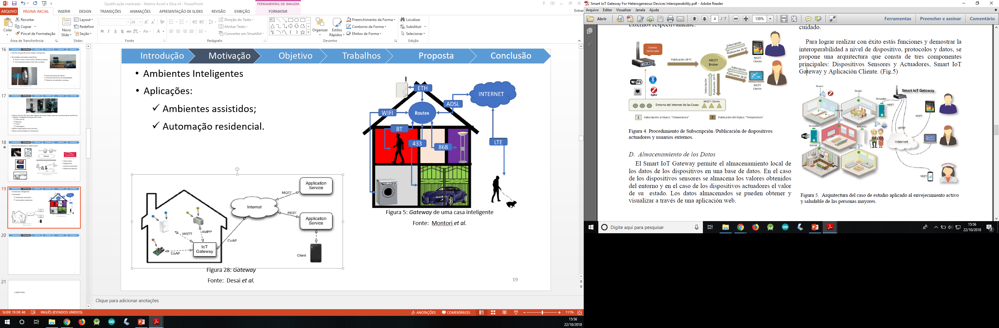 Qualificação mestrado - Walmir Acioli e Silva v4 - PowerPoint
FERRAMENTAS DE IMAGEM
Entrar
ARQUIVO
PÁGINA INICIAL
INSERIR
DESIGN
TRANSIÇÕES
ANIMAÇÕES
APRESENTAÇÃO DE SLIDES
REVISÃO
EXIBIÇÃO
FORMATAR
Colar
Recortar
Copiar
Pincel de Formatação
Área de Transferência
Novo
Slide
Layout
Redefinir
Seção
Slides
24
Fonte
Direção do Texto
Alinhar Texto
Converter em SmartArt
Parágrafo
Organizar
Estilos
Rápidos
Preenchimento da Forma
Contorno da Forma
Efeitos de Forma
Desenho
Localizar
Substituir
Selecionar
Edição
16
17
18
19
20
21
• OBJETIVOS
Introdução
Motivação
Objetivo
Trabalhos
Proposta
Conclusão
• Ambientes Inteligentes
• Aplicações:
✓ Ambientes assistidos;
✓ Automação residencial.
ETH
INTERNET
ADSL
WIFI
Routex
BT
433
868
LTE
Figura 5: Gateway de uma casa inteligente
Fonte: Montori et al.
Application
Service
MQTT
Internet
REST
Application
Service
MQTT
XMPP
CoAP
IoT
Gateway
CoAP
Client
Figura 28: Gateway
Fonte: Desai et al.
19
Clique para adicionar anotações
SLIDE 19 DE 48
INGLÊS (ESTADOS UNIDOS)
ANOTAÇÕES
COMENTÁRIOS
111%
15:56
22/10/2018
Smart IoT Gateway For Heterogeneous Devices Interoperability.pdf - Adobe Reader
Arquivo Editar Visualizar Janela Ajuda
Abrir
4 / 7
139%
Ferramentas
Preencher e assinar
Comentário
externos respectivamente.
Evento
Detectado
Publicación 28 ºC
MQTT
Broker
Subscripción
Publicación 28 ºC
MQTT
Cliente
Subscripción
Publicación 28 ºC
MQTT
Cliente
Subscripción
Publicación 28 ºC
WiFi
ZigBee
Entorno del Internet de las Cosas
MQTT Cliente
1 Subscripción al tópico: "Temperatura"
2 Publicación del tópico: "Temperatura"
Figura 4. Procedimiento de Subscripción /Publicación de dispositivos
actuadores y usuarios externos.
D. Almacenamiento de los Datos
El Smart IoT Gateway permite el almacenamiento local de
los datos de los dispositivos en una base de datos. En el caso
de los dispositivos sensores se almacena los valores obtenidos
del entorno y en el caso de los dispositivos actuadores el valor
de su estado. Los datos almacenados se pueden obtener y
visualizar a través de una aplicación web.
cuidado.
Para lograr realizar con éxito estás funciones y demostrar la
interoperabilidad a nivel de dispositivo, protocolos y datos, se
propone una arquitectura que consta de tres componentes
principales: Dispositivos Sensores y Actuadores, Smart IoT
Gateway y Aplicación Cliente. (Fig.5)
Sensor
Sensor
Smart IoT Gateway
Actuador
MQTT
Sensor
MQTT
Actuador
Actuador
HTTP
WiFi
Internet
Sensor
Sensor
MQTT
Figura 5. Arquitectura del caso de estudio aplicado al envejecimiento activo
y saludable de las personas mayores.
Digite aqui para pesquisar
15:56
22/10/2018
2